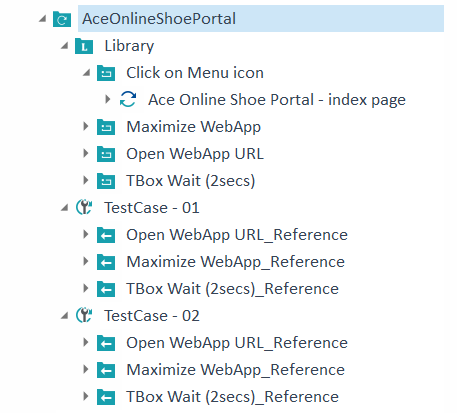 AceOnlineShoePortal
L Library
Click on Menu icon
Ace Online Shoe Portal - index page
Maximize WebApp
Open WebApp URL
TBox Wait (2secs)
TestCase - 01
Open WebApp URL_Reference
Maximize WebApp_Reference
TBox Wait (2secs)_Reference
TestCase - 02
Open WebApp URL_Reference
Maximize WebApp_Reference
TBox Wait (2secs)_Reference